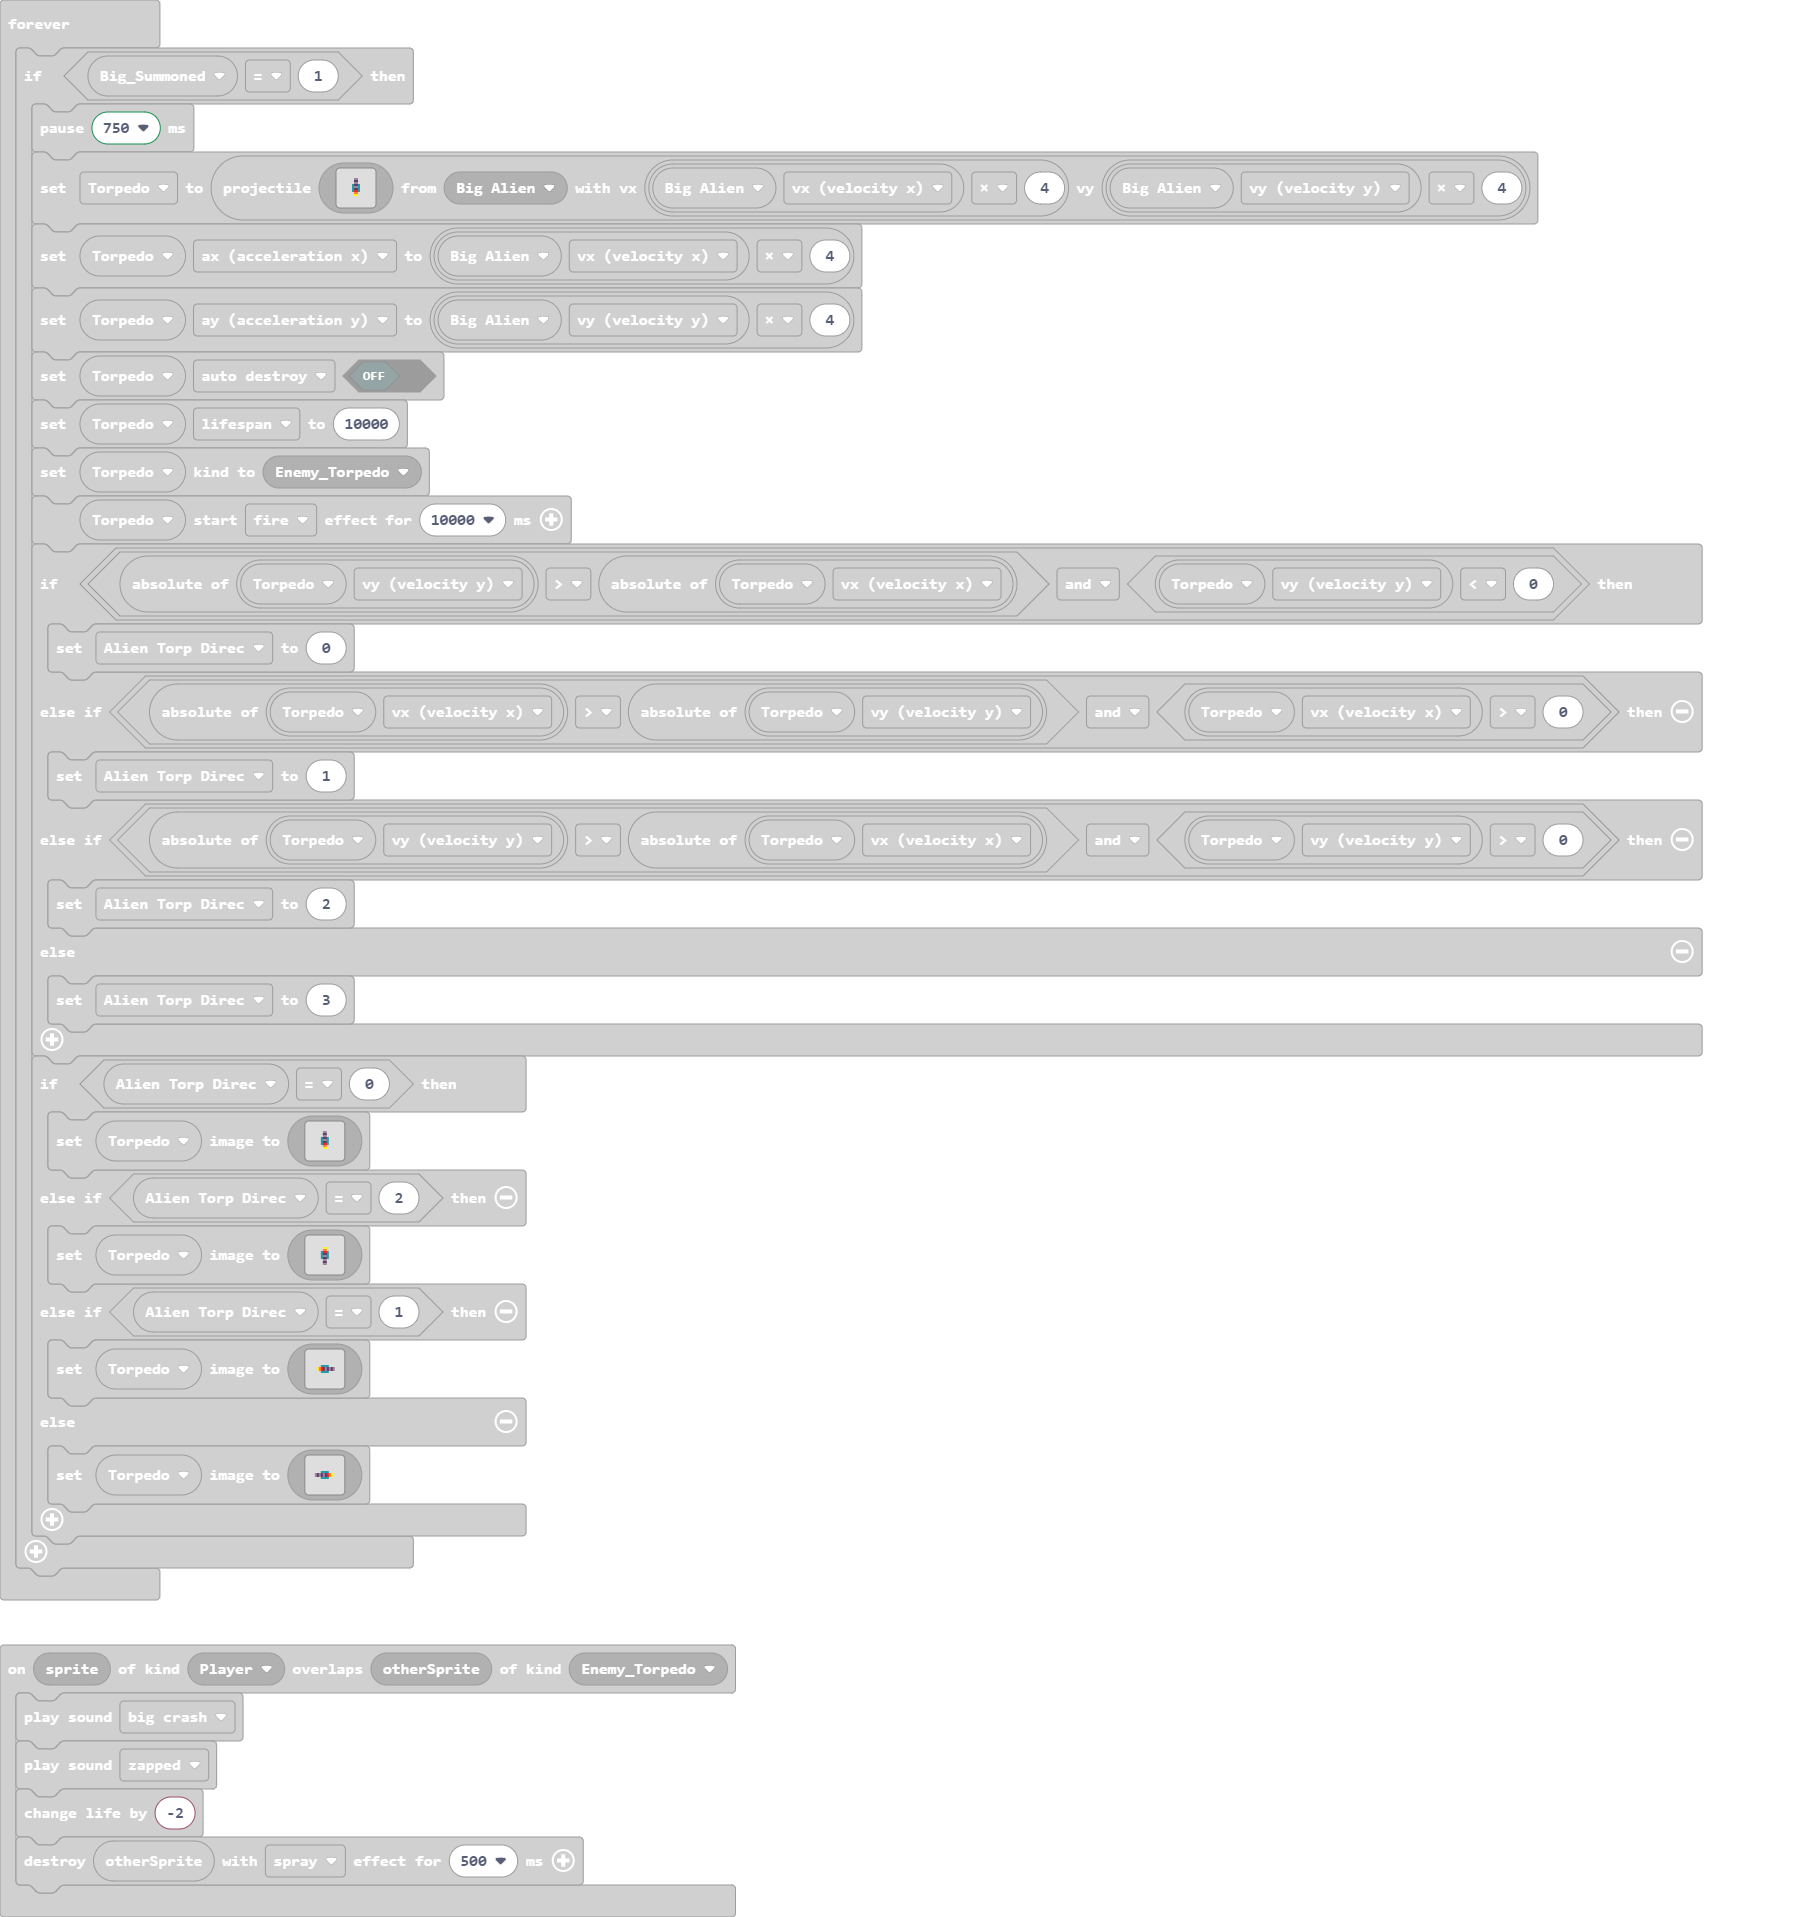 forever
if Big_Summoned = 1 then
pause 750 ms
set Torpedo to projectile from Big Alien with vx Big Alien vx (velocity x) × 4 vy Big Alien vy (velocity y) × 4
set Torpedo ax (acceleration x) to Big Alien vx (velocity x) × 4
set Torpedo ay (acceleration y) to Big Alien vy (velocity y) × 4
set Torpedo auto destroy OFF
set Torpedo lifespan to 10000
set Torpedo kind to Enemy_Torpedo
Torpedo start fire effect for 10000 ms
if absolute of Torpedo vy (velocity y) > absolute of Torpedo vx (velocity x) and Torpedo vy (velocity y) < 0 then
set Alien Torp Direc to 0
else if absolute of Torpedo vx (velocity x) > absolute of Torpedo vy (velocity y) and Torpedo vx (velocity x) > 0 then
set Alien Torp Direc to 1
else if absolute of Torpedo vy (velocity y) > absolute of Torpedo vx (velocity x) and Torpedo vy (velocity y) > 0 then
set Alien Torp Direc to 2
else
set Alien Torp Direc to 3
if Alien Torp Direc = 0 then
set Torpedo image to
else if Alien Torp Direc = 2 then
set Torpedo image to
else if Alien Torp Direc = 1 then
set Torpedo image to
else
set Torpedo image to
on sprite of kind Player overlaps otherSprite of kind Enemy_Torpedo
play sound big crash
play sound zapped
change life by -2
destroy otherSprite with spray effect for 500 ms